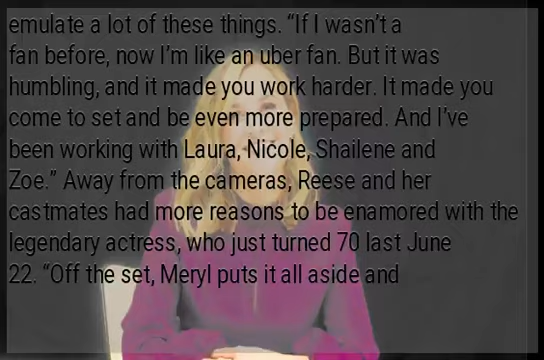 emulate a lot of these things. “If I wasn’t a
fan before, now I’m like an uber fan. But it was
humbling, and it made you work harder. It made you
come to set and be even more prepared. And I’ve
been working with Laura, Nicole, Shailene and
Zoe.” Away from the cameras, Reese and her
castmates had more reasons to be enamored with the
legendary actress, who just turned 70 last June
22. “Off the set, Meryl puts it all aside and